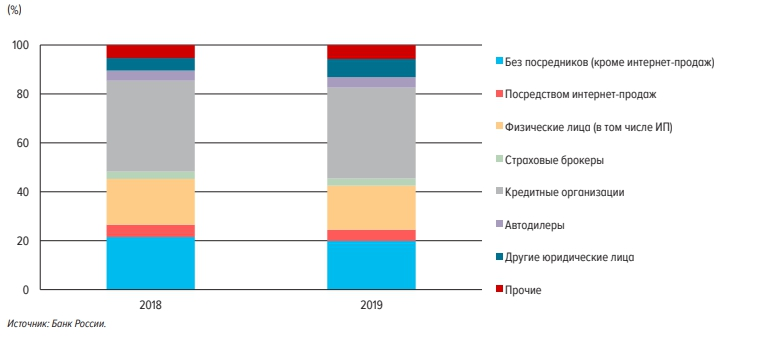 (%)
100
80
60
40
20
0
2018
2019
Без посредников (кроме интернет-продаж)
Посредством интернет-продаж
Физические лица (в том числе ИП)
Страховые брокеры
Кредитные организации
Автодилеры
Другие юридические лица
Прочие
Источник: Банк России.